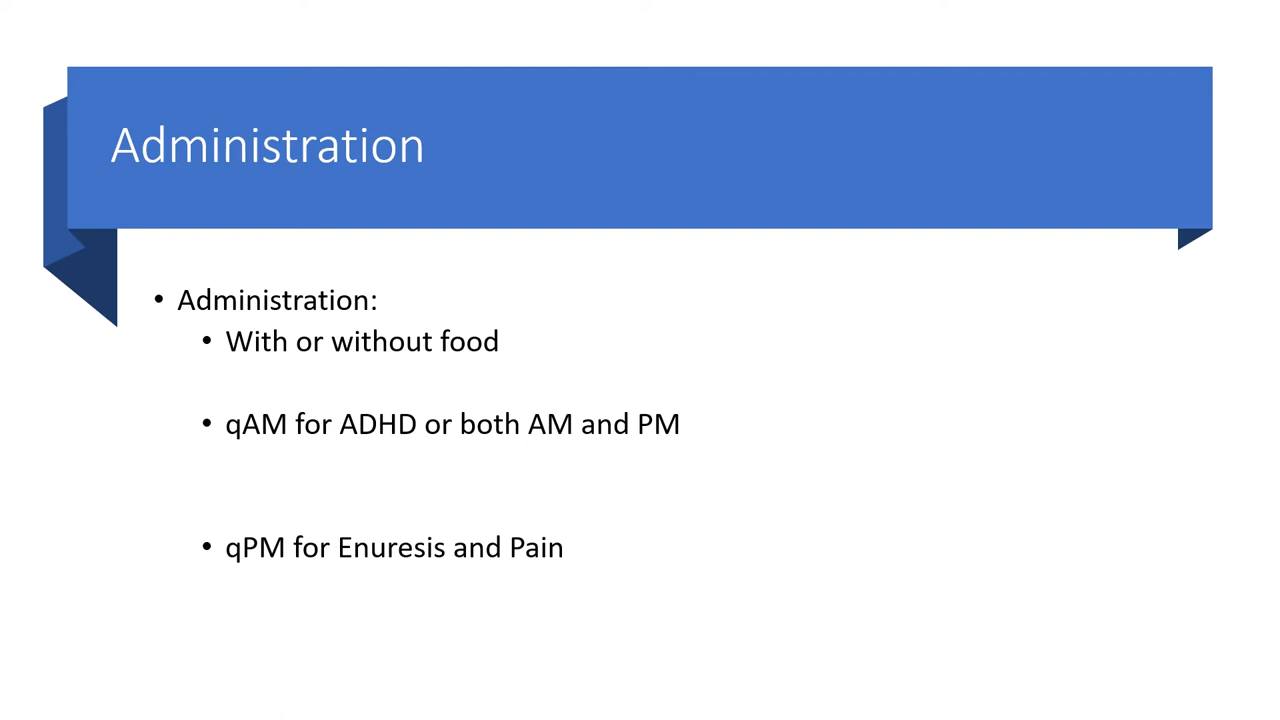 Administration
• Administration:
• With or without food
• qAM for ADHD or both AM and PM
• qPM for Enuresis and Pain